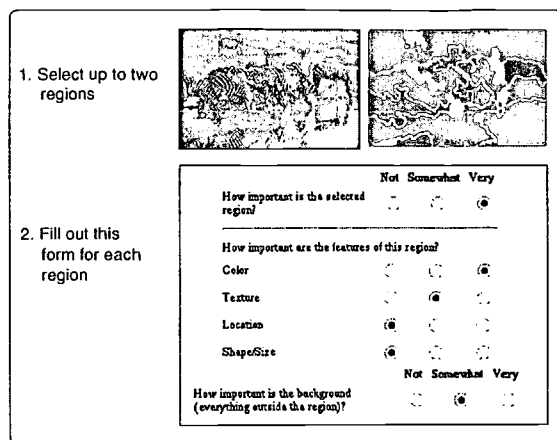 1. Select up to two
regions
2. Fill out this
form for each
region
Not Somewhat Very
How important is the selected
region?
How important are the features of this region?
Color
Texture
Location
Shape/Size
Not Somewhat Very
How important is the background
(everything outside the region)?